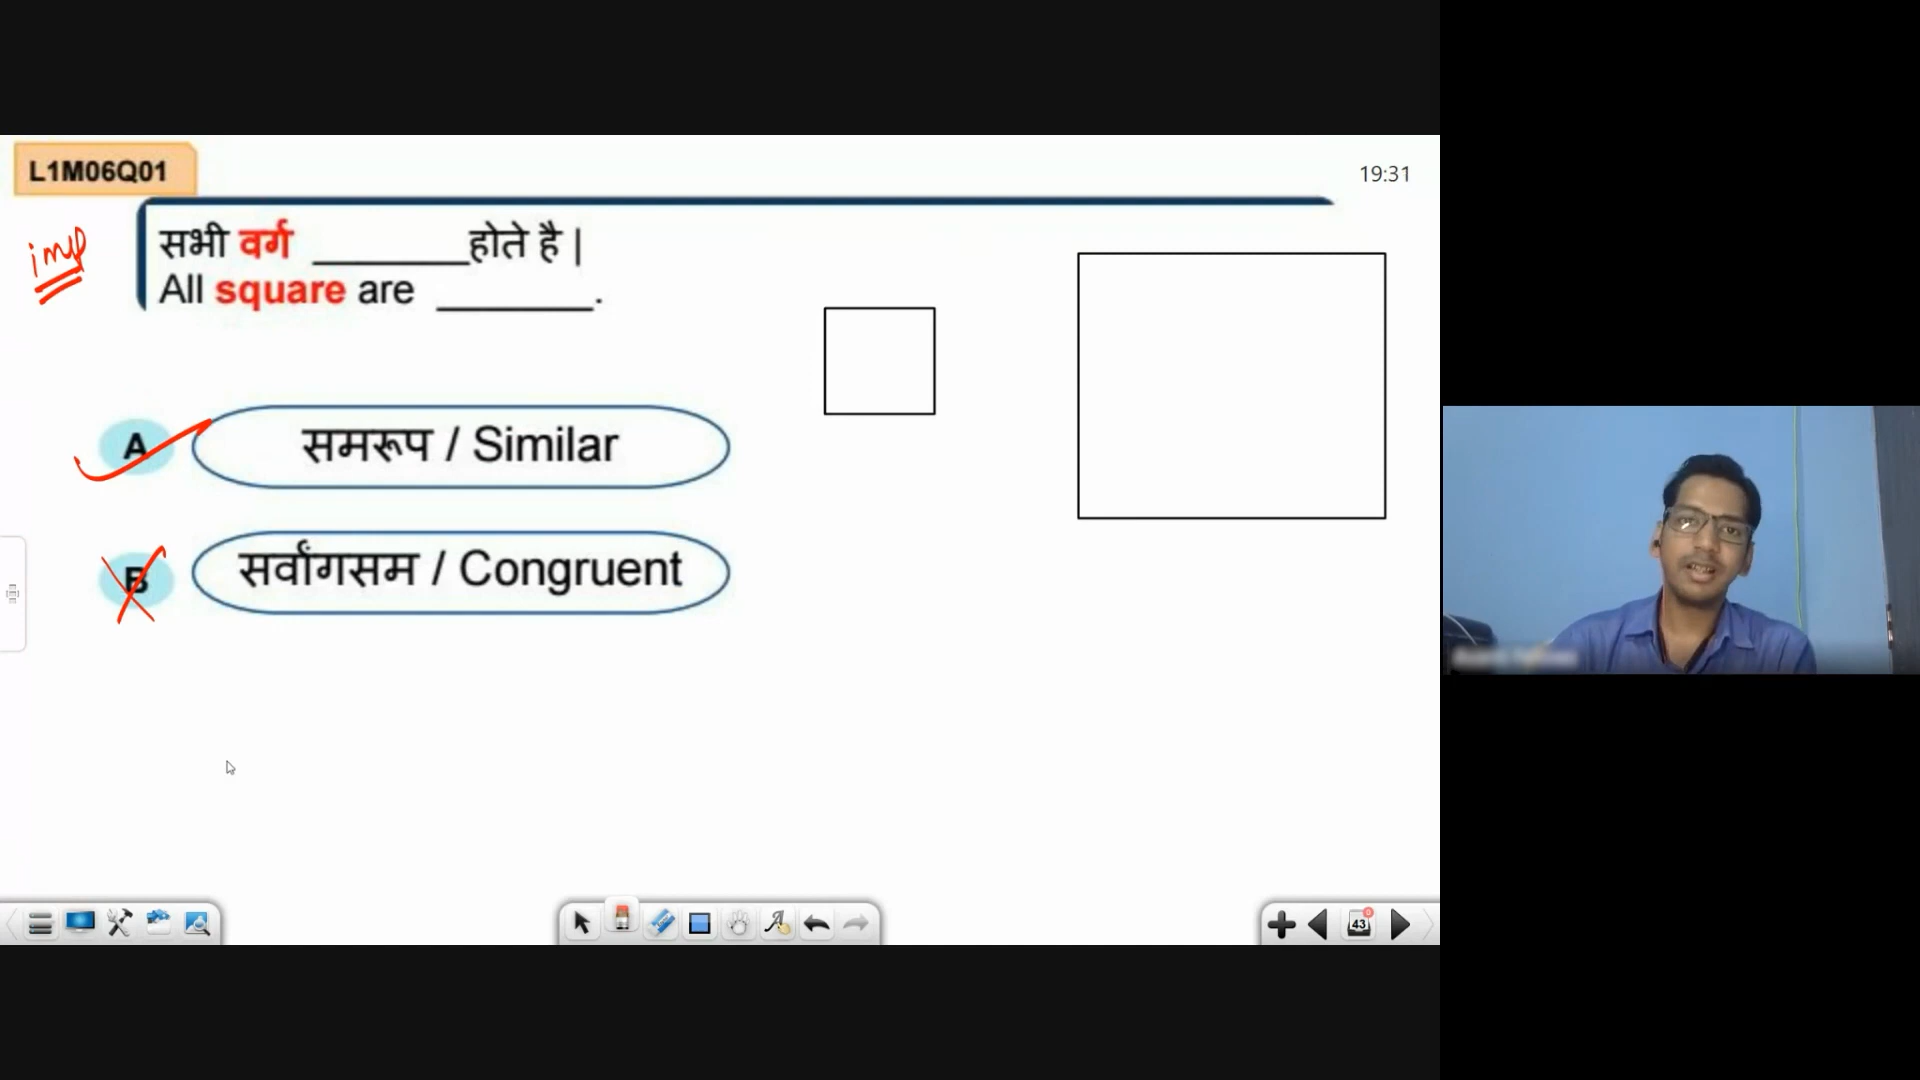 L1M06Q01
19:31
imp
सभी वर्ग ________होते है |
All square are ________.
A समरूप / Similar
B सर्वांगसम / Congruent
43